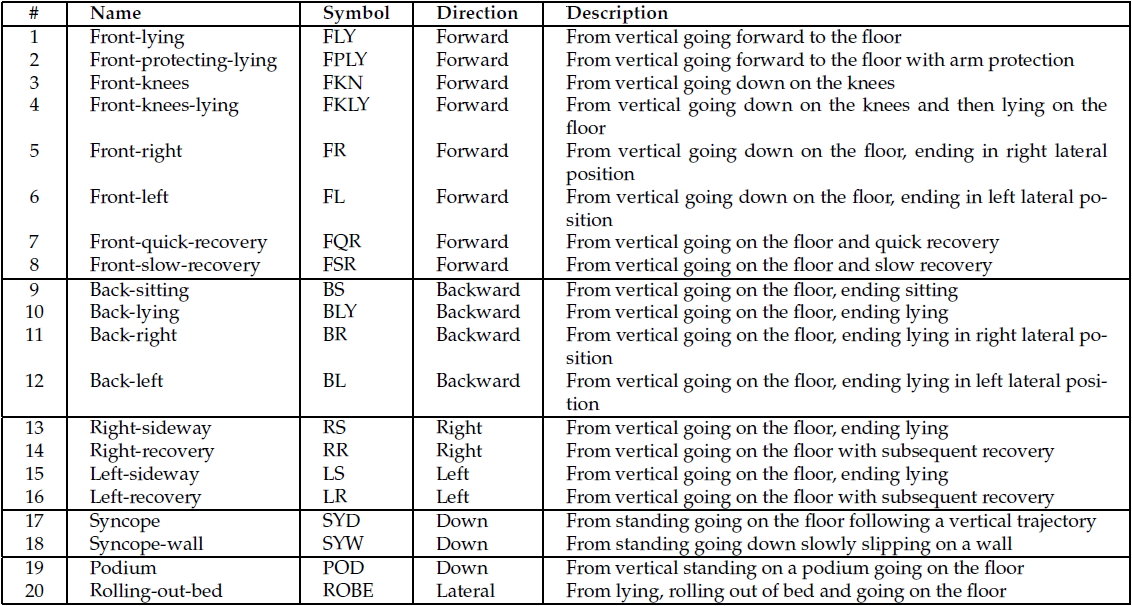 # Name Symbol Direction Description
1 Front-lying FLY Forward From vertical going forward to the floor
2 Front-protecting-lying FPLY Forward From vertical going forward to the floor with arm protection
3 Front-knees FKN Forward From vertical going down on the knees
4 Front-knees-lying FKLY Forward From vertical going down on the knees and then lying on the
floor
5 Front-right FR Forward From vertical going down on the floor, ending in right lateral
position
6 Front-left FL Forward From vertical going down on the floor, ending in left lateral po-
sition
7 Front-quick-recovery FQR Forward From vertical going on the floor and quick recovery
8 Front-slow-recovery FSR Forward From vertical going on the floor and slow recovery
9 Back-sitting BS Backward From vertical going on the floor, ending sitting
10 Back-lying BLY Backward From vertical going on the floor, ending lying
11 Back-right BR Backward From vertical going on the floor, ending lying in right lateral po-
sition
12 Back-left BL Backward From vertical going on the floor, ending lying in left lateral posi-
tion
13 Right-sideway RS Right From vertical going on the floor, ending lying
14 Right-recovery RR Right From vertical going on the floor with subsequent recovery
15 Left-sideway LS Left From vertical going on the floor, ending lying
16 Left-recovery LR Left From vertical going on the floor with subsequent recovery
17 Syncope SYD Down From standing going on the floor following a vertical trajectory
18 Syncope-wall SYW Down From standing going down slowly slipping on a wall
19 Podium POD Down From vertical standing on a podium going on the floor
20 Rolling-out-bed ROBE Lateral From lying, rolling out of bed and going on the floor